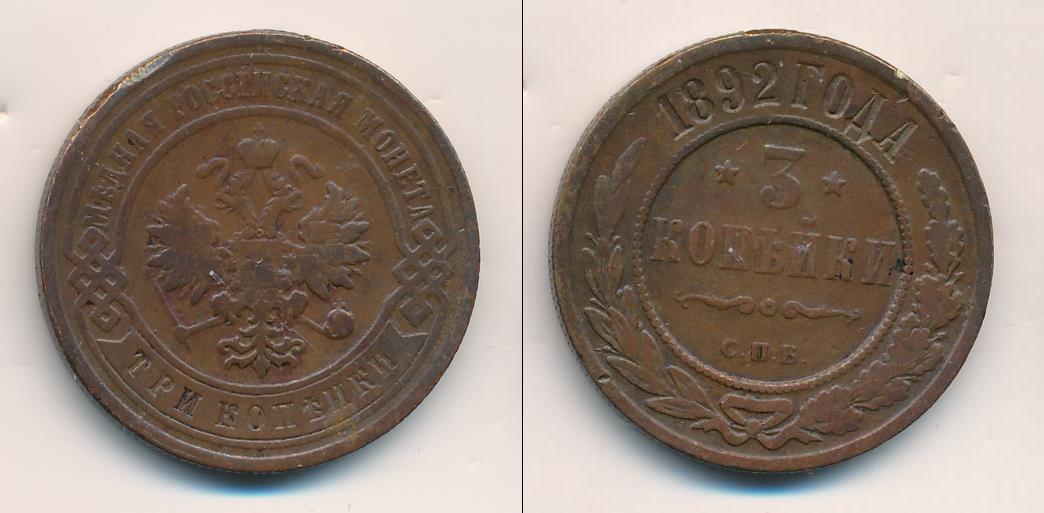 МѢДНАЯ РОССІЙСКАЯ МОНЕТА
ТРИ КОПѢЙКИ
1892 ГОДА
3
КОПѢЙКИ
С.П.Б.